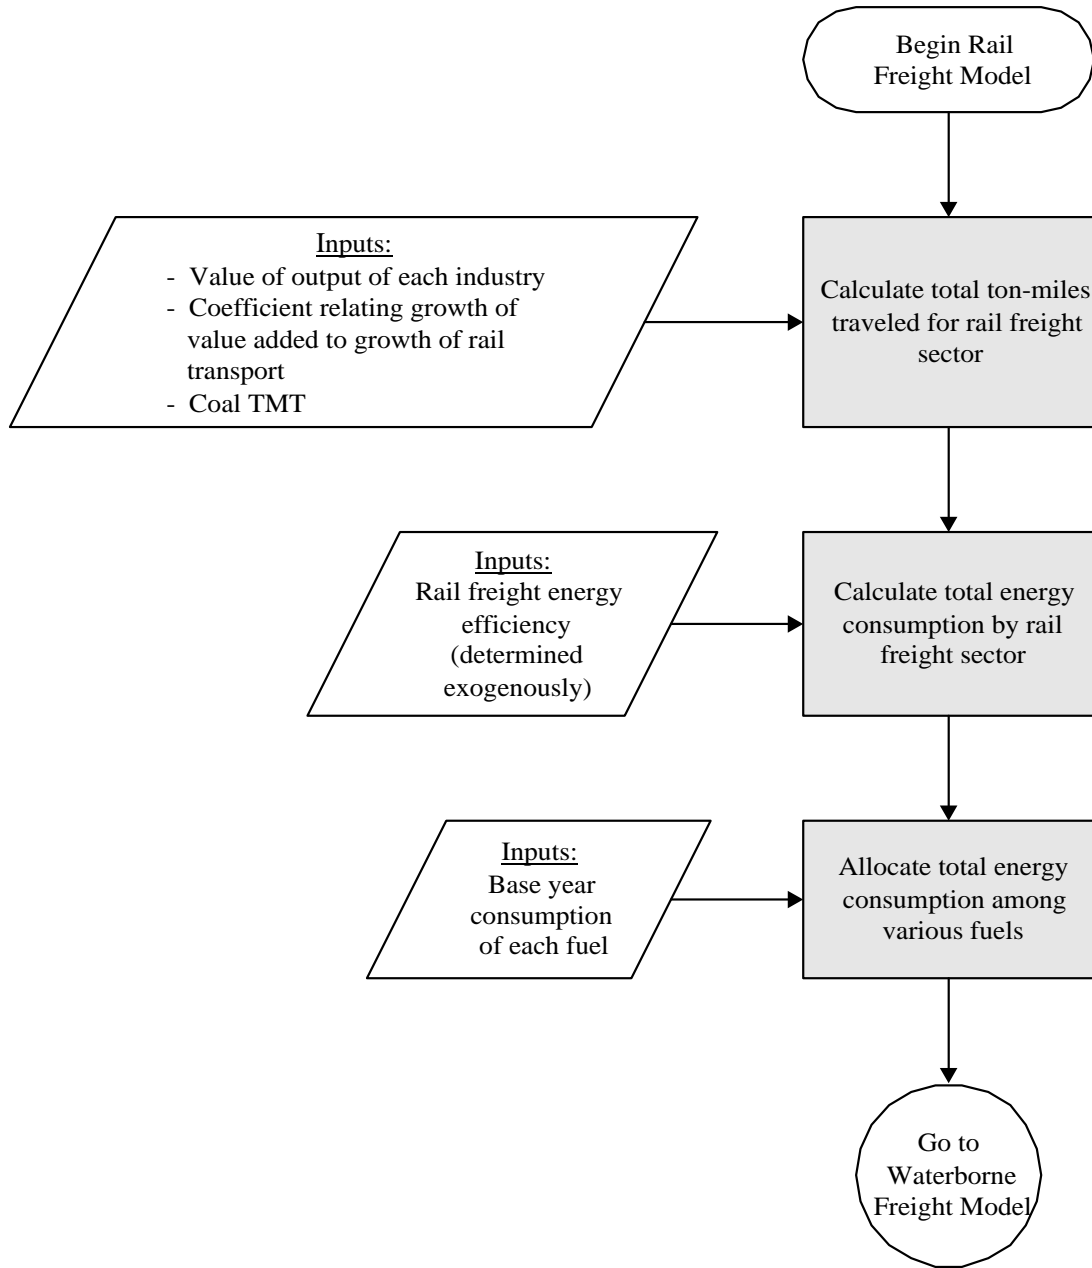 Begin Rail
Freight Model
Inputs:
- Value of output of each industry
- Coefficient relating growth of
value added to growth of rail
transport
- Coal TMT
Calculate total ton-miles
traveled for rail freight
sector
Inputs:
Rail freight energy
efficiency
(determined
exogenously)
Calculate total energy
consumption by rail
freight sector
Inputs:
Base year
consumption
of each fuel
Allocate total energy
consumption among
various fuels
Go to
Waterborne
Freight Model